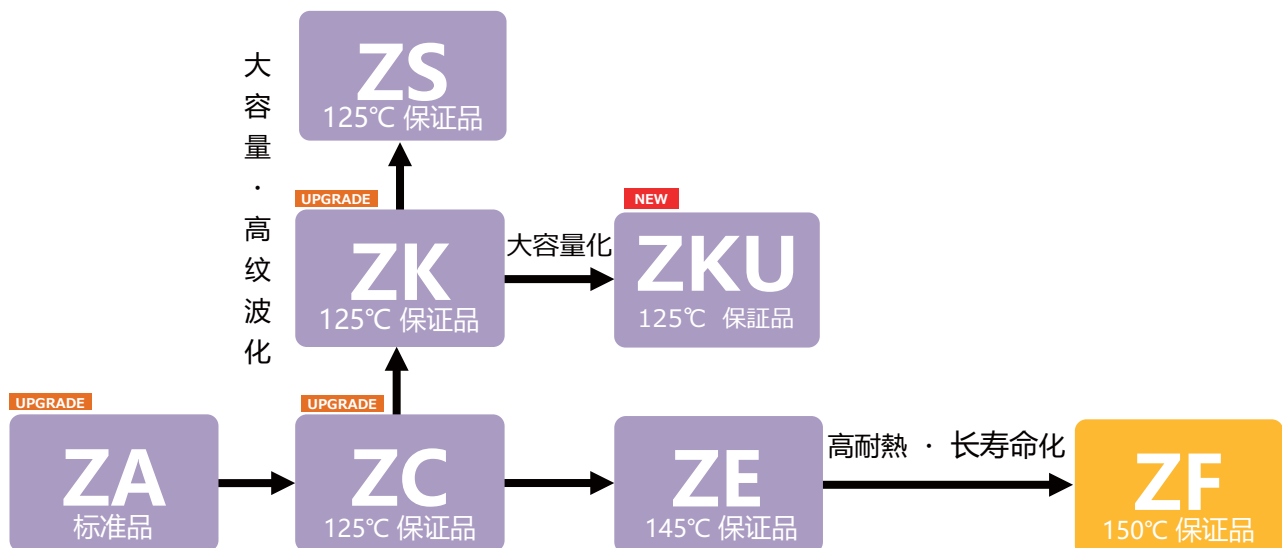 ZS
125℃ 保证品
大容量·高纹波化
UPGRADE
ZK
125℃ 保证品
大容量化
NEW
ZKU
125℃ 保証品
UPGRADE
ZA
标准品
UPGRADE
ZC
125℃ 保证品
ZE
145℃ 保证品
高耐熱 · 长寿命化
ZF
150℃ 保证品